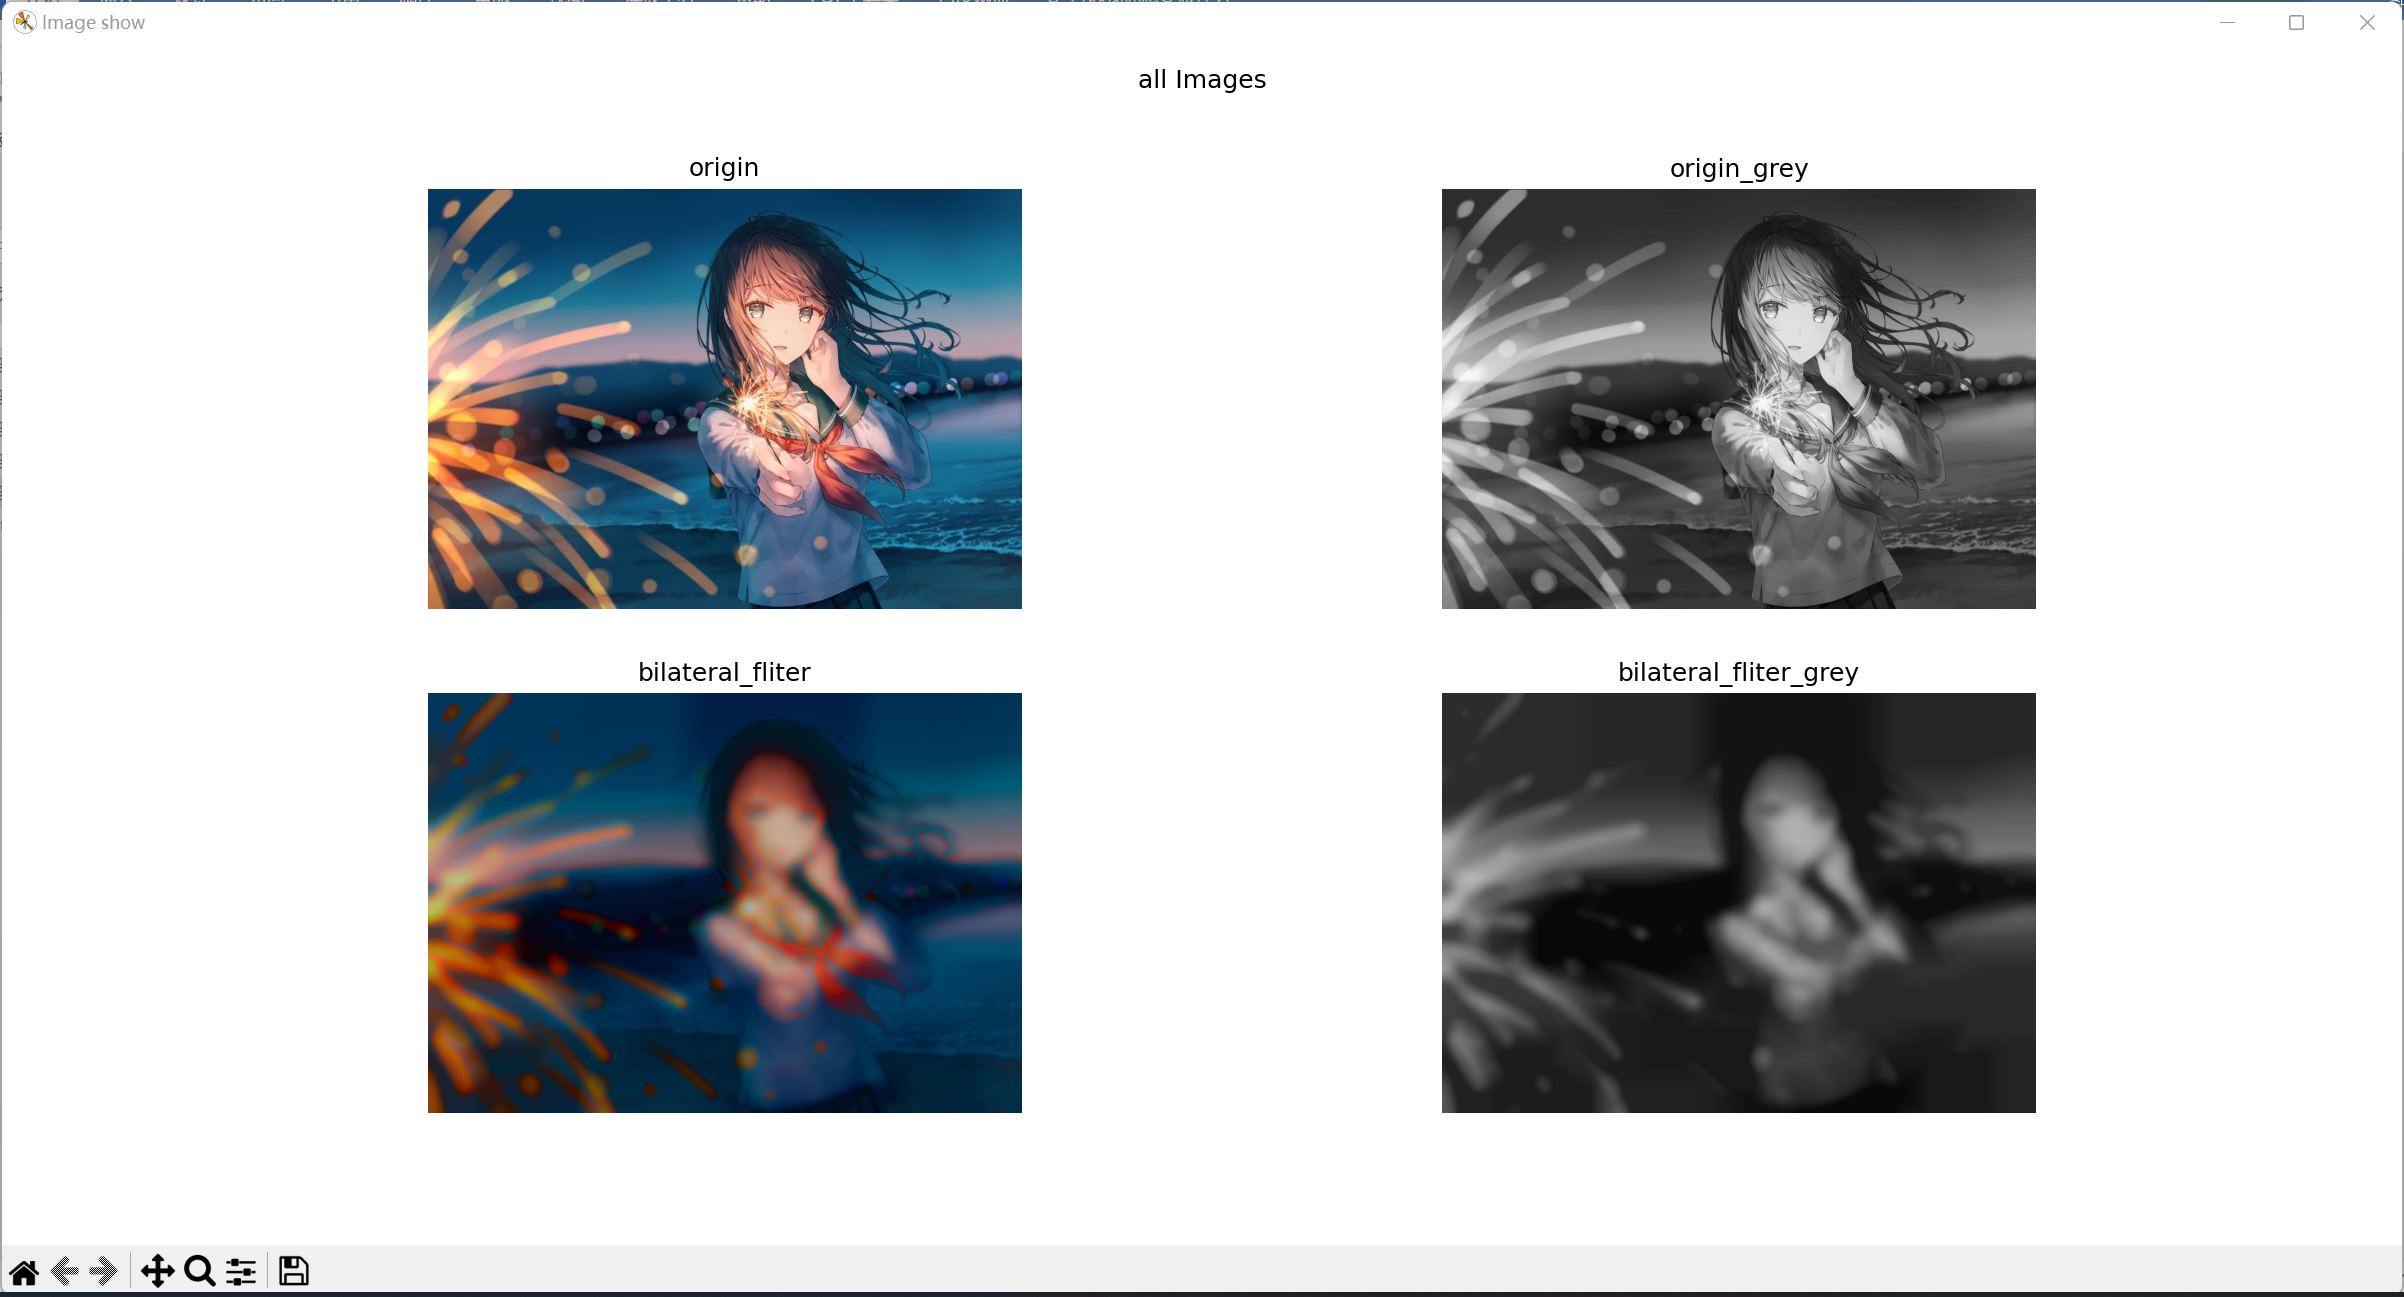 Image show
all Images
origin
origin_grey
bilateral_fliter
bilateral_fliter_grey